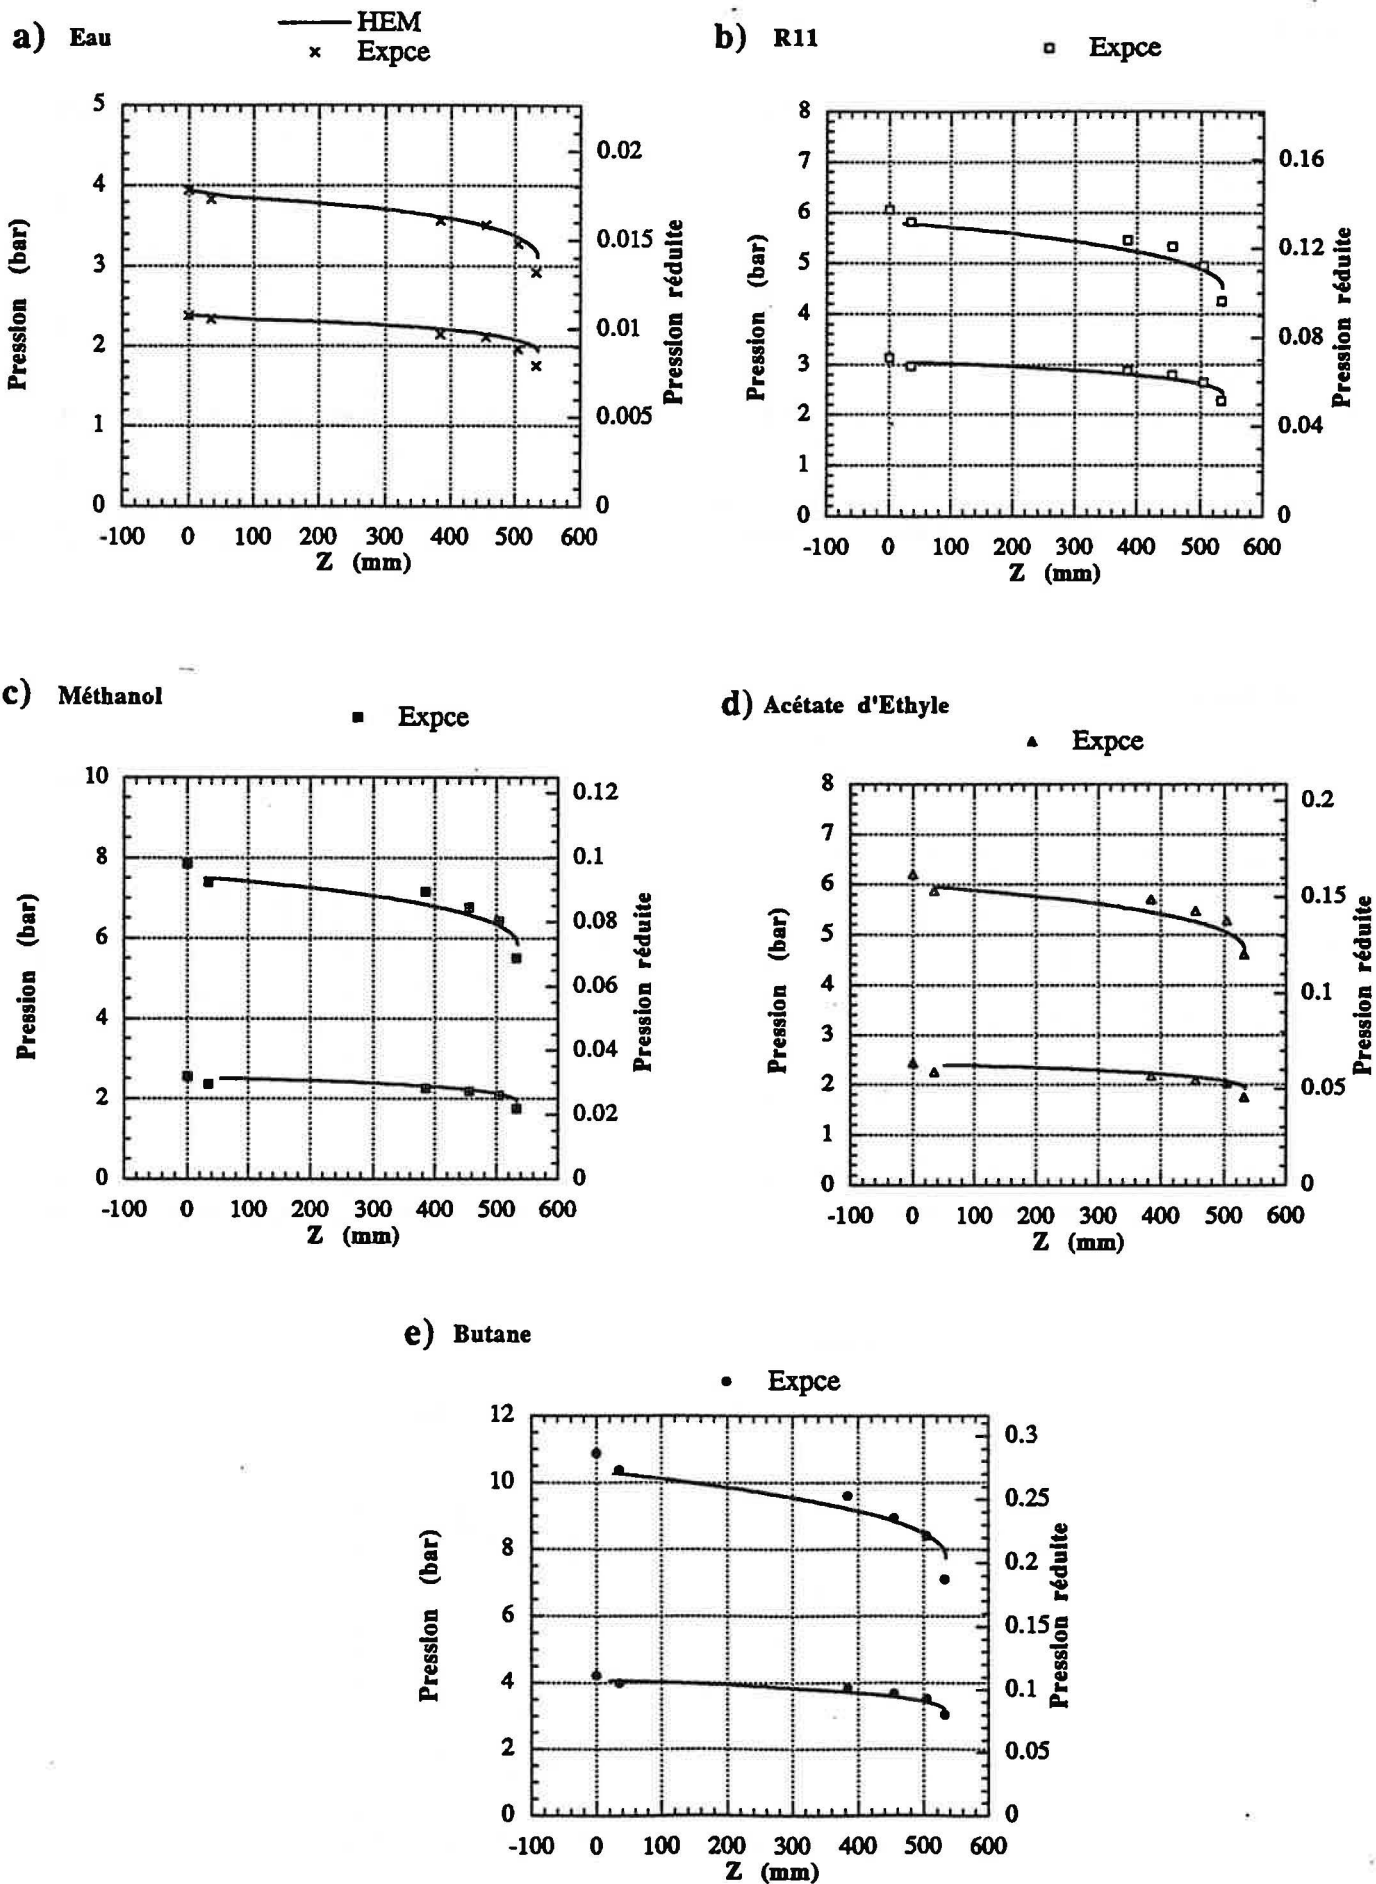 a) Eau
HEM
Expce
5
4
3
2
1
0
0.02
0.015
0.01
0.005
0
-100 0 100 200 300 400 500 600
Z (mm)
Pression (bar)
Pression réduite
b) R11
Expce
8
7
6
5
4
3
2
1
0
0.16
0.12
0.08
0.04
0
-100 0 100 200 300 400 500 600
Z (mm)
Pression (bar)
Pression réduite
c) Méthanol
Expce
10
8
6
4
2
0
0.12
0.1
0.08
0.06
0.04
0.02
0
-100 0 100 200 300 400 500 600
Z (mm)
Pression (bar)
Pression réduite
d) Acétate d'Ethyle
Expce
8
7
6
5
4
3
2
1
0
0.2
0.15
0.1
0.05
0
-100 0 100 200 300 400 500 600
Z (mm)
Pression (bar)
Pression réduite
e) Butane
Expce
12
10
8
6
4
2
0
0.3
0.25
0.2
0.15
0.1
0.05
0
-100 0 100 200 300 400 500 600
Z (mm)
Pression (bar)
Pression réduite